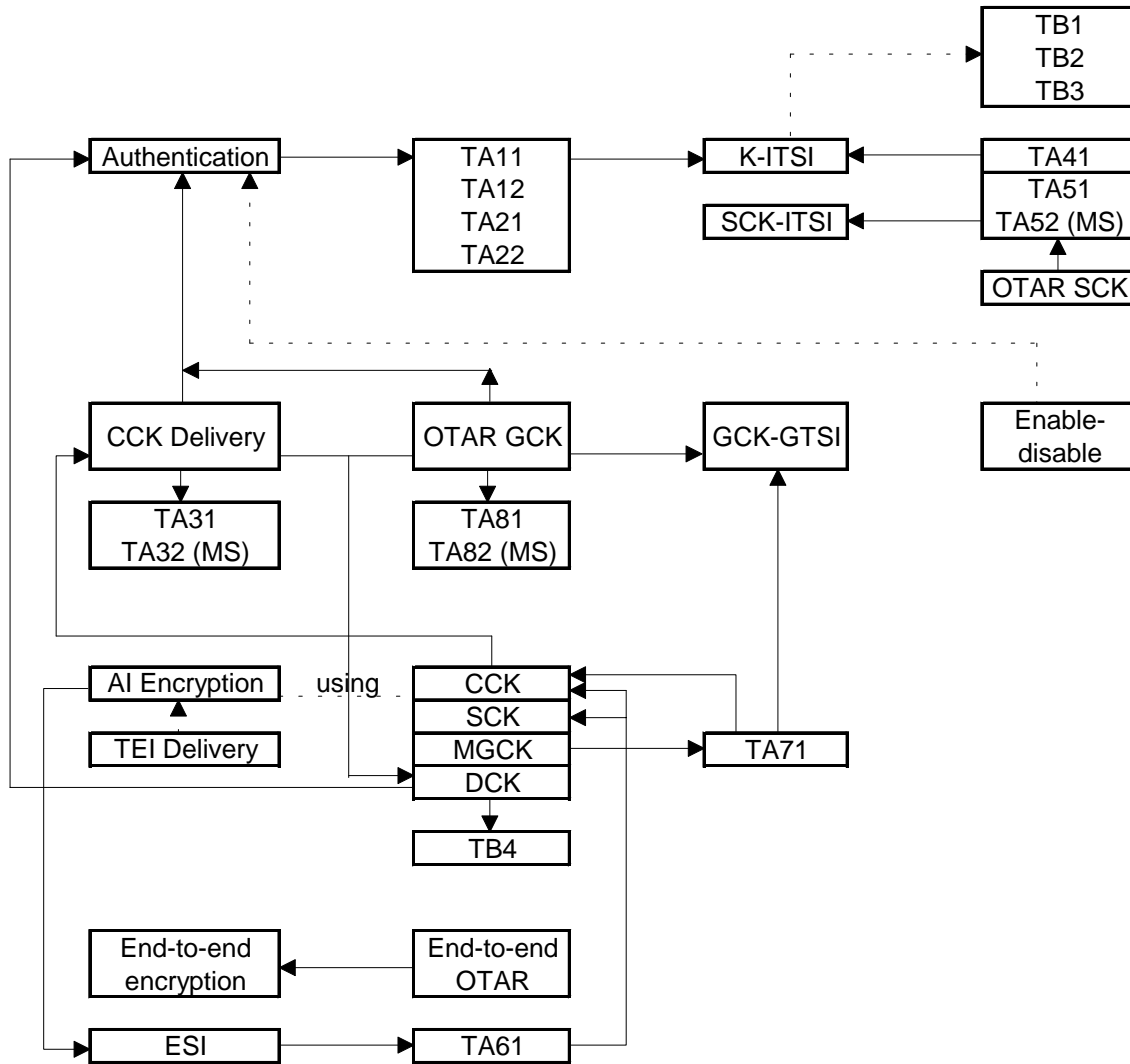 TB1
TB2
TB3
Authentication
TA11
TA12
TA21
TA22
K-ITSI
TA41
SCK-ITSI
TA51
TA52 (MS)
OTAR SCK
CCK Delivery
OTAR GCK
GCK-GTSI
Enable-
disable
TA31
TA32 (MS)
TA81
TA82 (MS)
AI Encryption
using
CCK
SCK
TEI Delivery
MGCK
TA71
DCK
TB4
End-to-end
encryption
End-to-end
OTAR
ESI
TA61